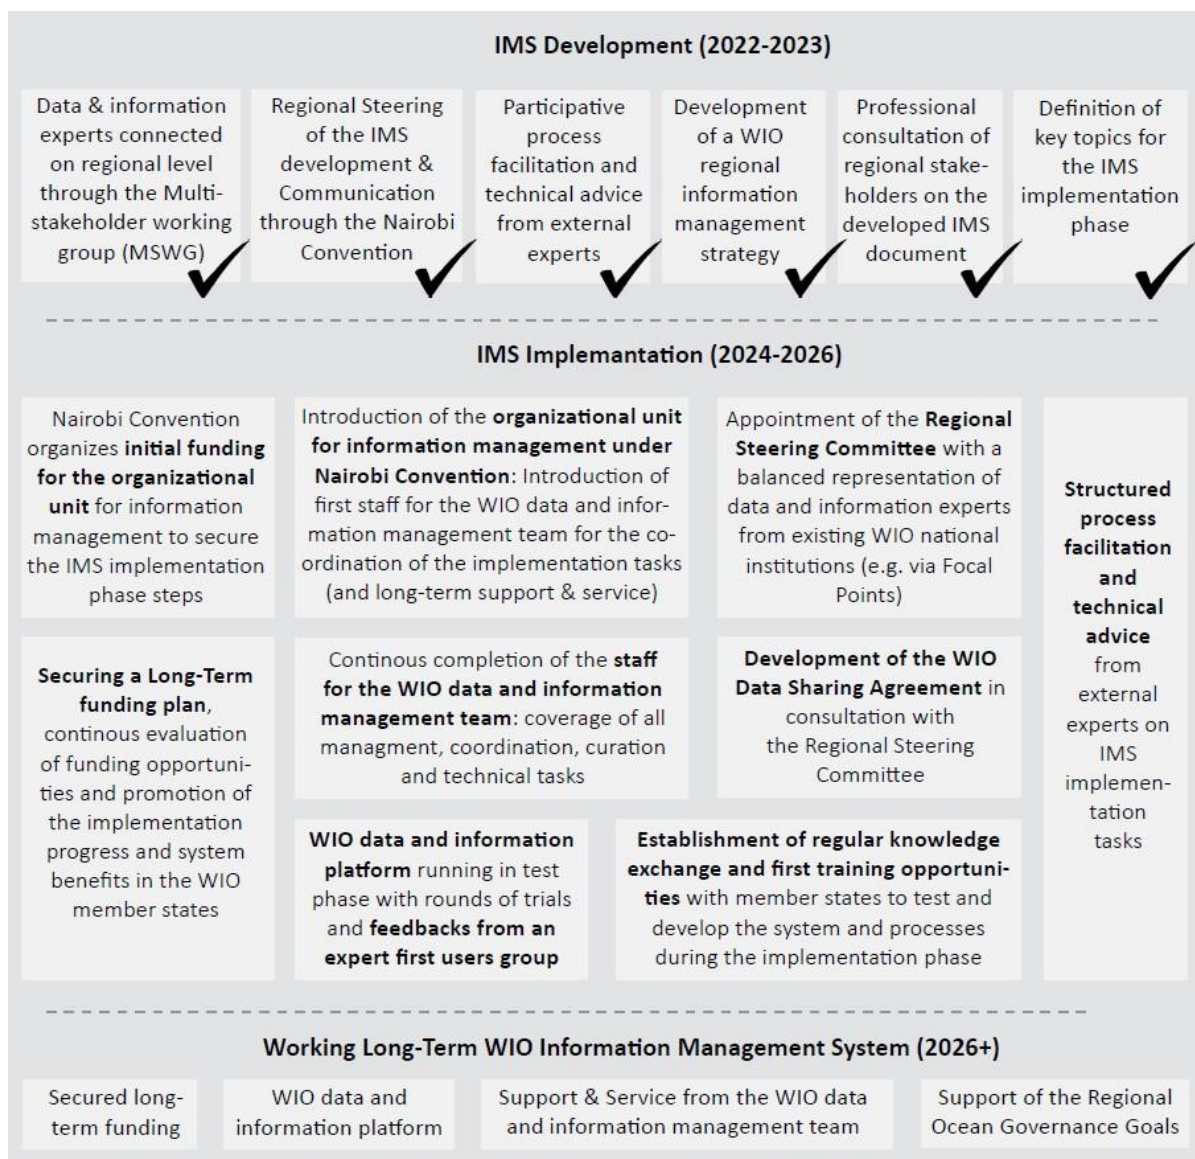 IMS Development (2022-2023)
Data & information
experts connected
on regional level
through the Multi-
stakeholder working
group (MSWG)
Regional Steering
of the IMS
development &
Communication
through the Nairobi
Convention
Participative
process
facilitation and
technical advice
from external
experts
Development
of a WIO
regional
information
management
strategy
Professional
consultation of
regional stake-
holders on the
developed IMS
document
Definition of
key topics for
the IMS
implementation
phase
IMS Implemantation (2024-2026)
Nairobi Convention
organizes initial funding
for the organizational
unit for information
management to secure
the IMS implementation
phase steps
Introduction of the organizational unit
for information management under
Nairobi Convention: Introduction of
first staff for the WIO data and infor-
mation management team for the co-
ordination of the implementation tasks
(and long-term support & service)
Appointment of the Regional
Steering Committee with a
balanced representation of
data and information experts
from existing WIO national
institutions (e.g. via Focal
Points)
Structured
process
facilitation
and
technical
advice
from
external
experts on
IMS
implemen-
tation
tasks
Securing a Long-Term
funding plan,
continous evaluation
of funding opportuni-
ties and promotion of
the implementation
progress and system
benefits in the WIO
member states
Continous completion of the staff
for the WIO data and information
management team: coverage of all
managment, coordination, curation
and technical tasks
Development of the WIO
Data Sharing Agreement in
consultation with
the Regional Steering
Committee
WIO data and information
platform running in test
phase with rounds of trials
and feedbacks from an
expert first users group
Establishment of regular knowledge
exchange and first training opportuni-
ties with member states to test and
develop the system and processes
during the implementation phase
Working Long-Term WIO Information Management System (2026+)
Secured long-
term funding
WIO data and
information platform
Support & Service from the WIO data
and information management team
Support of the Regional
Ocean Governance Goals